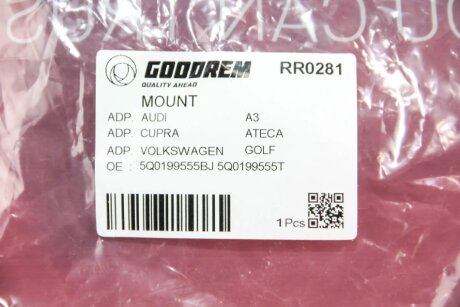 GOODREM RR0281
QUALITY AHEAD
MOUNT
ADP. AUDI A3
ADP. CUPRA ATECA
ADP. VOLKSWAGEN GOLF
OE : 5Q0199555BJ 5Q0199555T
1Pcs